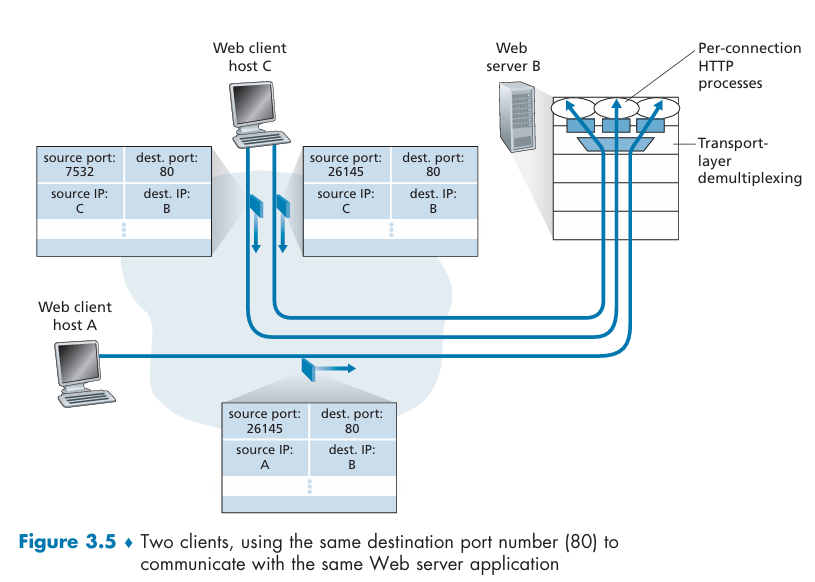 Web client
host C
Web
server B
Per-connection
HTTP
processes
Transport-
layer
demultiplexing
source port:
7532
dest. port:
80
source IP:
C
dest. IP:
B
source port:
26145
dest. port:
80
source IP:
C
dest. IP:
B
Web client
host A
source port:
26145
dest. port:
80
source IP:
A
dest. IP:
B
Figure 3.5 ♦ Two clients, using the same destination port number (80) to
communicate with the same Web server application